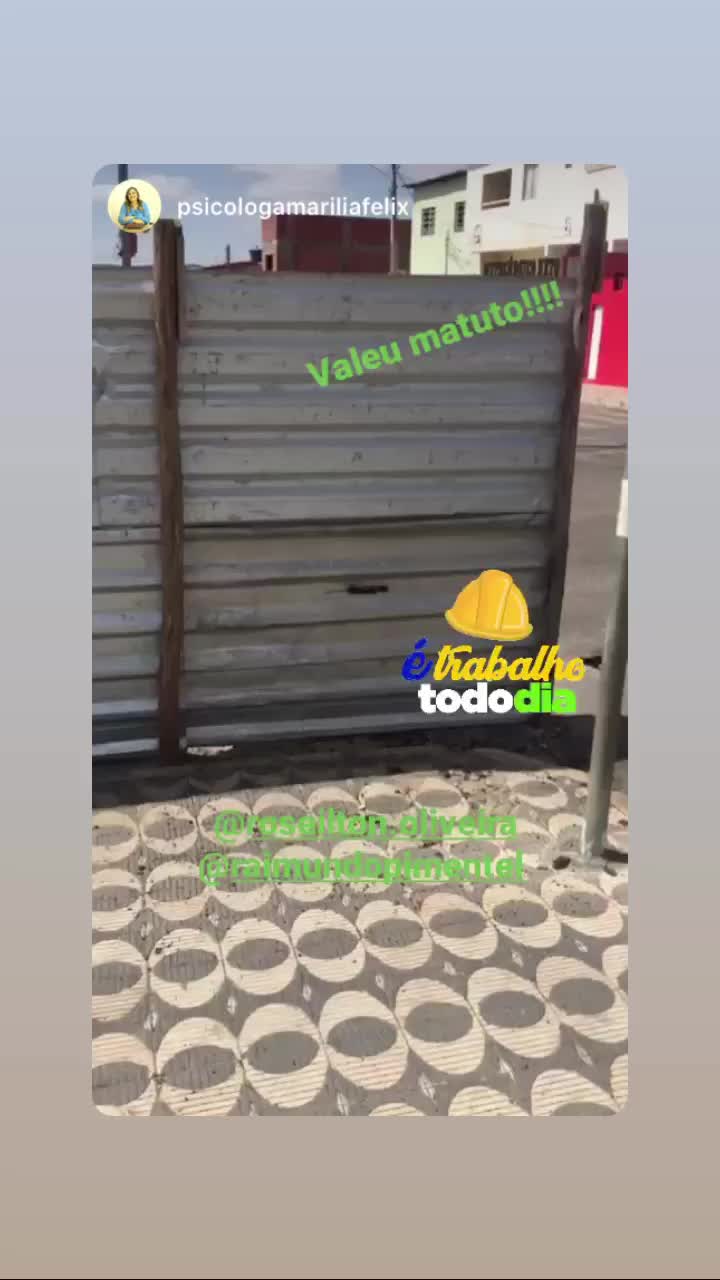 psicologamariliafelix
Valeu matuto!!!!
é trabalho
todo dia
@roseilton.oliveira
@raimundopimentel